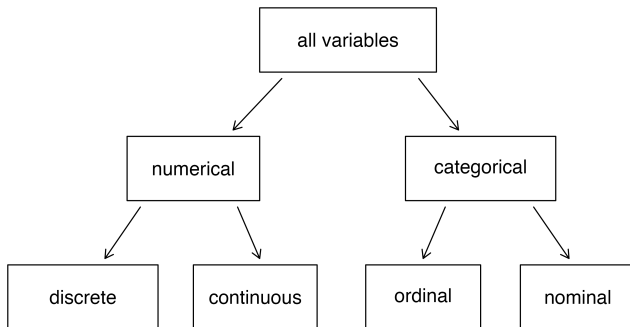 all variables
numerical
categorical
discrete
continuous
ordinal
nominal